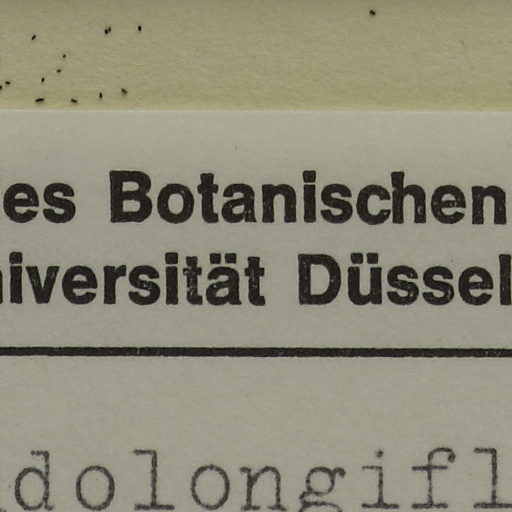 es Botanischen
iversität Düssel
dolongifl